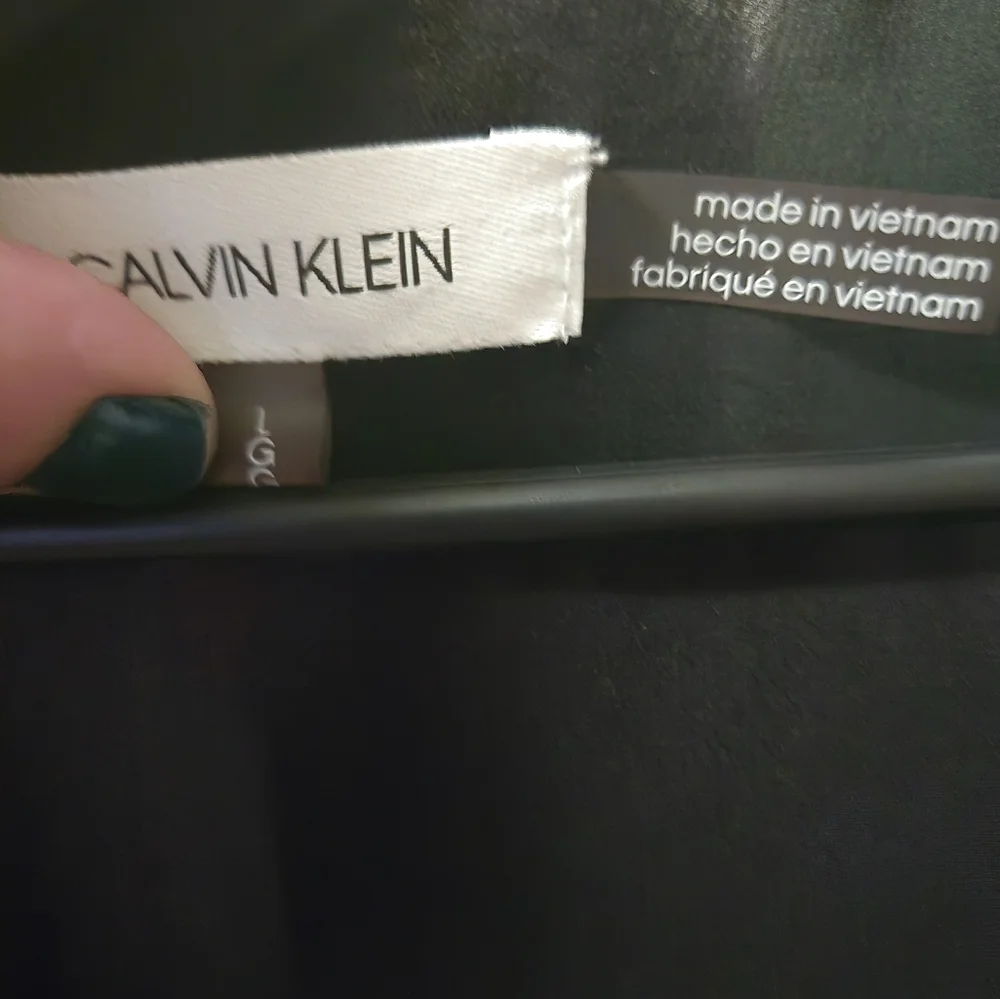 CALVIN KLEIN
made in vietnam
hecho en vietnam
fabriqué en vietnam